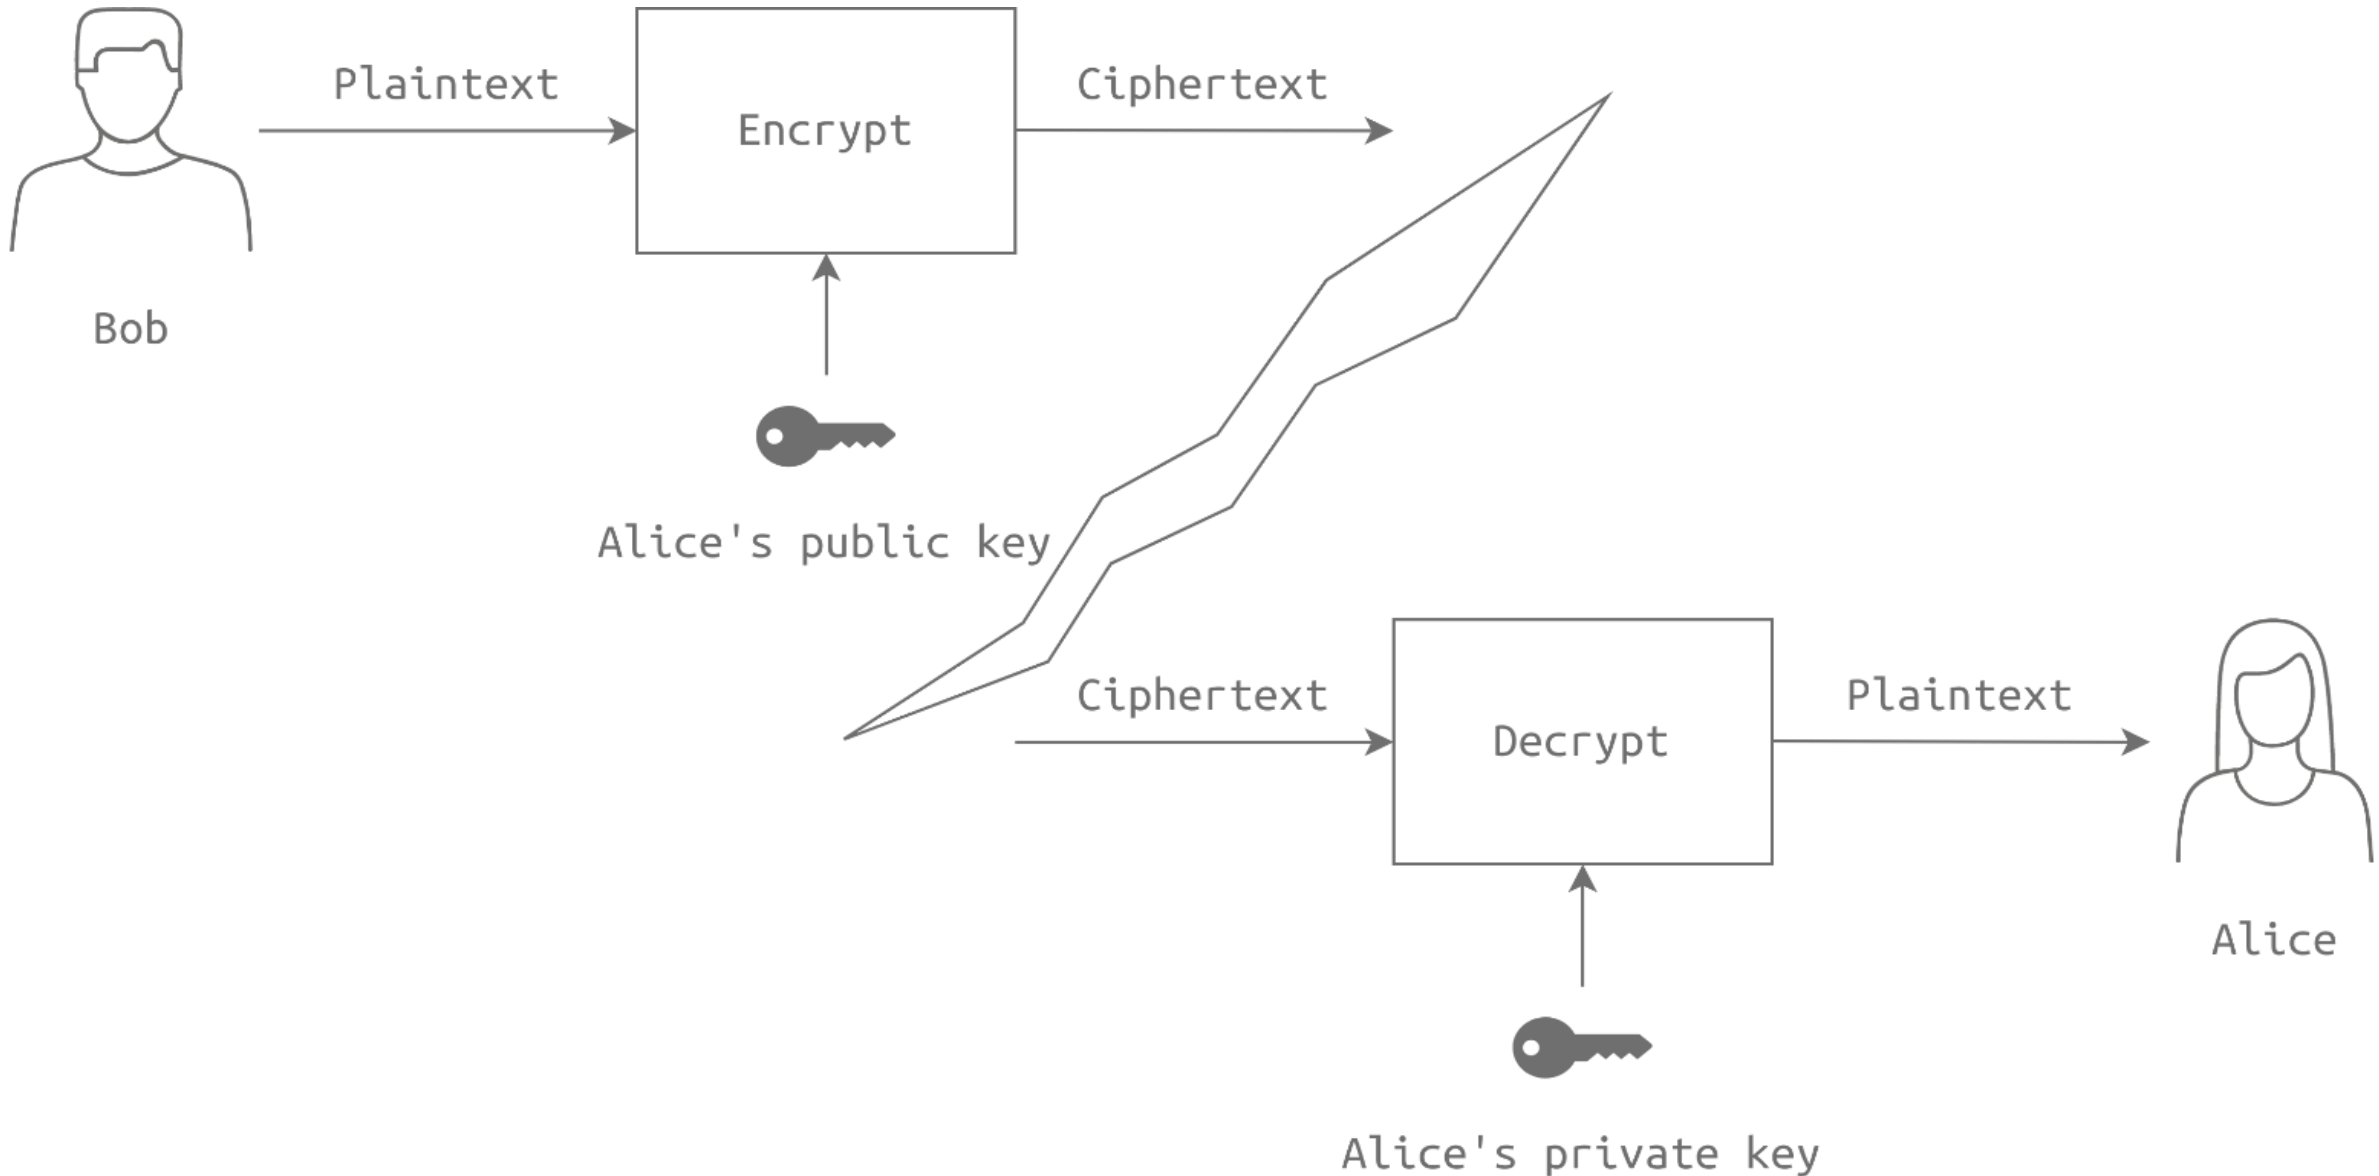 Plaintext
Encrypt
Ciphertext
Bob
Alice's public key
Ciphertext
Decrypt
Plaintext
Alice
Alice's private key